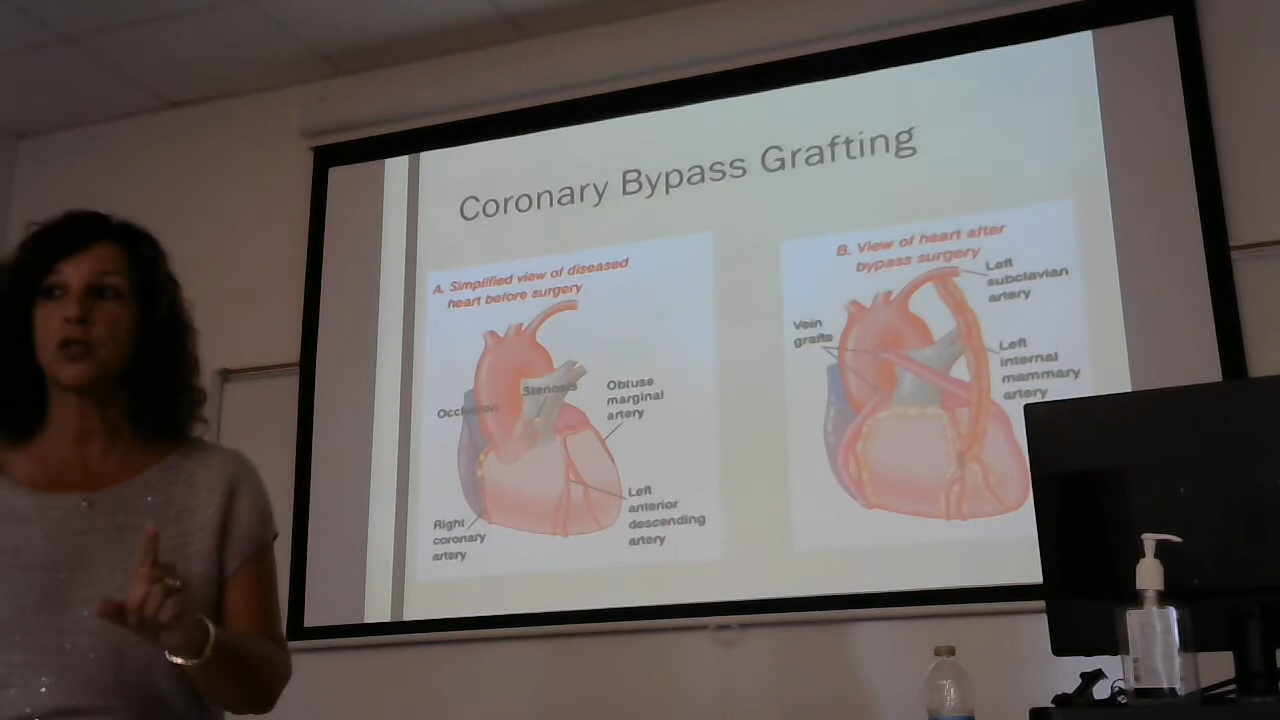 Coronary Bypass Grafting
A. Simplified view of diseased
heart before surgery
Stenosis
Occlusion
Obtuse
marginal
artery
Left
anterior
descending
artery
Right
coronary
artery
B. View of heart after
bypass surgery
Left
subclavian
artery
Vein
grafts
Left
internal
mammary
artery